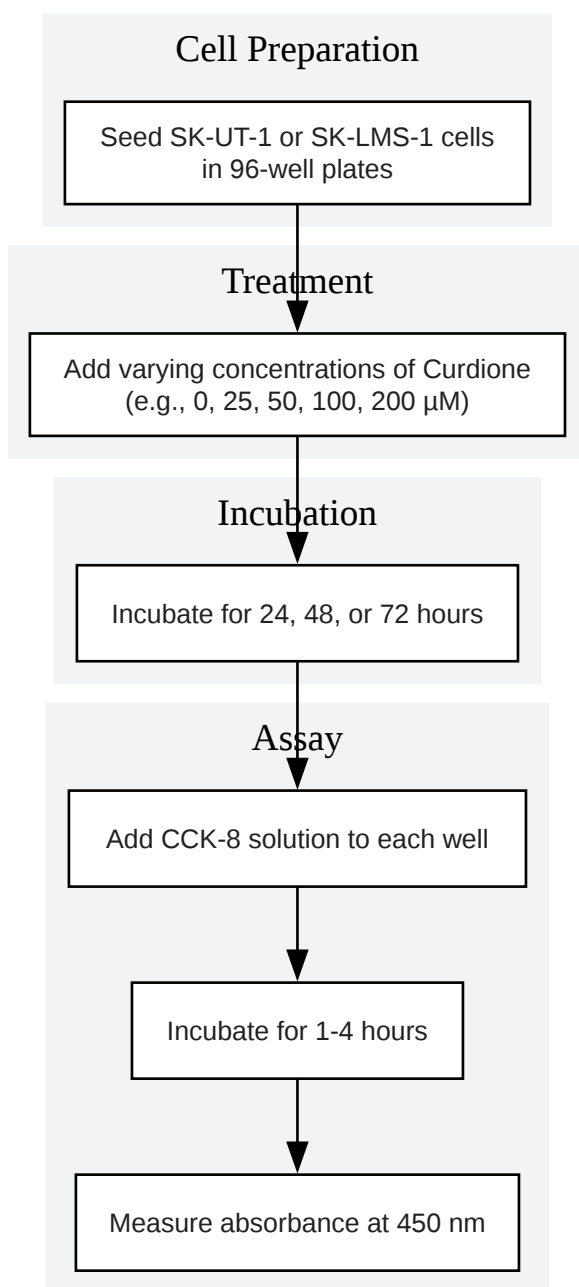 Cell Preparation
Seed SK-UT-1 or SK-LMS-1 cells
in 96-well plates
Treatment
Add varying concentrations of Curdione
(e.g., 0, 25, 50, 100, 200 µM)
Incubation
Incubate for 24, 48, or 72 hours
Assay
Add CCK-8 solution to each well
Incubate for 1-4 hours
Measure absorbance at 450 nm